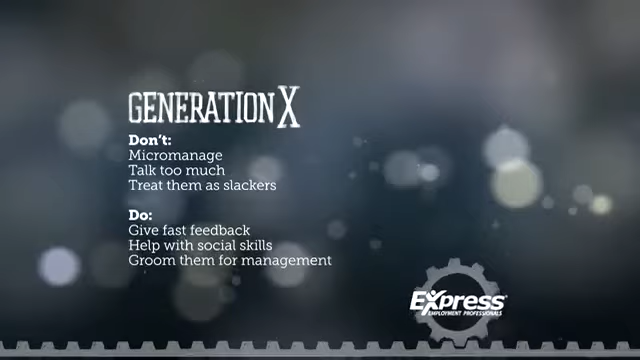 GENERATION X
Don't:
Micromanage
Talk too much
Treat them as slackers
Do:
Give fast feedback
Help with social skills
Groom them for management
Express
EMPLOYMENT PROFESSIONALS